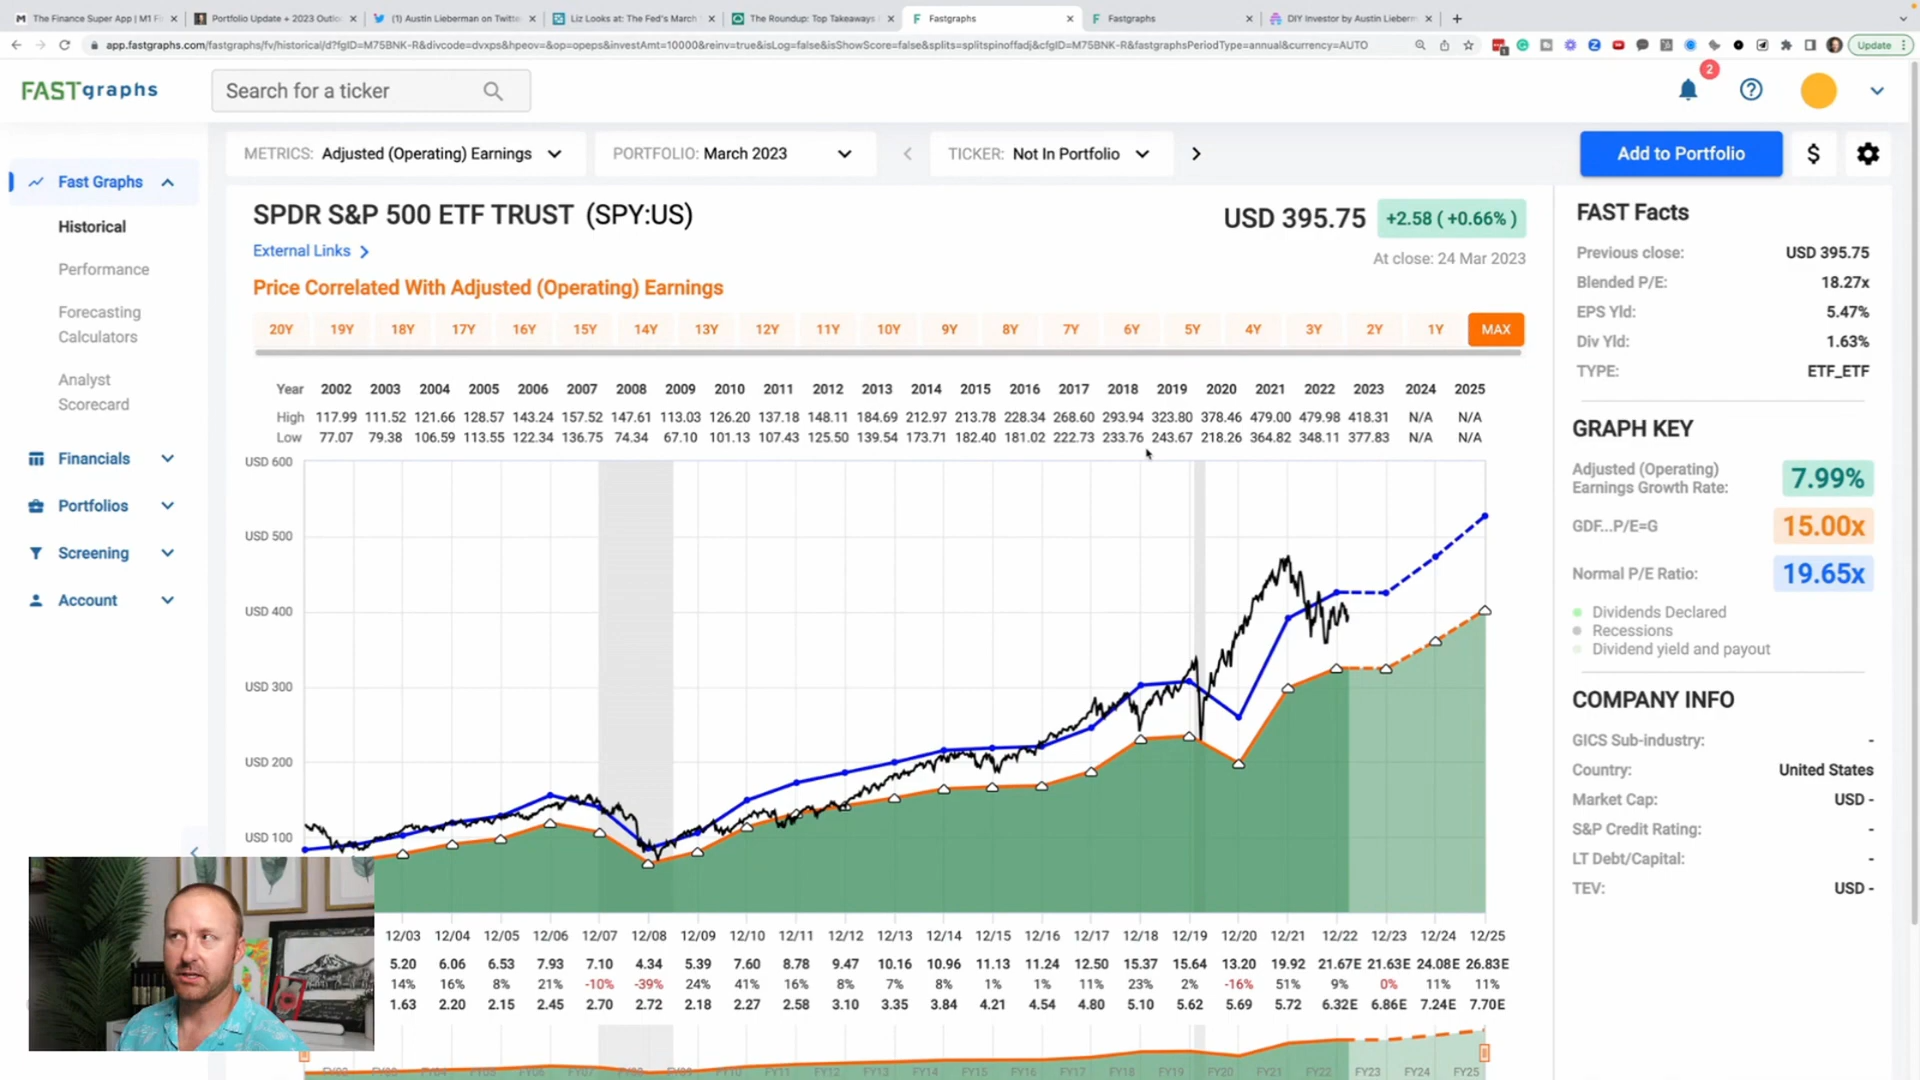 The Finance Super App | M1 Fi
Portfolio Update + 2023 Outlo
(1) Austin Lieberman on Twitte
Liz Looks at: The Fed's March
The Roundup: Top Takeaways
Fastgraphs
Fastgraphs
DIY Investor by Austin Lieberm
app.fastgraphs.com/fastgraphs/fv/historical/d?fgID=M75BNK-R&divcode=dvxps&hpeov=&op=opeps&investAmt=10000&reinv=true&isLog=false&isShowScore=false&splits=splitspinoffadj&cfgID=M75BNK-R&fastgraphsPeriodType=annual&currency=AUTO
Update
FASTgraphs
Search for a ticker
2
METRICS: Adjusted (Operating) Earnings
PORTFOLIO: March 2023
TICKER: Not In Portfolio
Add to Portfolio
$
Fast Graphs
Historical
Performance
Forecasting
Calculators
Analyst
Scorecard
Financials
Portfolios
Screening
Account
SPDR S&P 500 ETF TRUST (SPY:US)
USD 395.75 +2.58 ( +0.66% )
External Links
At close: 24 Mar 2023
Price Correlated With Adjusted (Operating) Earnings
20Y 19Y 18Y 17Y 16Y 15Y 14Y 13Y 12Y 11Y 10Y 9Y 8Y 7Y 6Y 5Y 4Y 3Y 2Y 1Y MAX
Year 2002 2003 2004 2005 2006 2007 2008 2009 2010 2011 2012 2013 2014 2015 2016 2017 2018 2019 2020 2021 2022 2023 2024 2025
High 117.99 111.52 121.66 128.57 143.24 157.52 147.61 113.03 126.20 137.18 148.11 184.69 212.97 213.78 228.34 268.60 293.94 323.80 378.46 479.00 479.98 418.31 N/A N/A
Low 77.07 79.38 106.59 113.55 122.34 136.75 74.34 67.10 101.13 107.43 125.50 139.54 173.71 182.40 181.02 222.73 233.76 243.67 218.26 364.82 348.11 377.83 N/A N/A
USD 600
USD 500
USD 400
USD 300
USD 200
USD 100
12/03 12/04 12/05 12/06 12/07 12/08 12/09 12/10 12/11 12/12 12/13 12/14 12/15 12/16 12/17 12/18 12/19 12/20 12/21 12/22 12/23 12/24 12/25
5.20 6.06 6.53 7.93 7.10 4.34 5.39 7.60 8.78 9.47 10.16 10.96 11.13 11.24 12.50 15.37 15.64 13.20 19.92 21.67E 21.63E 24.08E 26.83E
14% 16% 8% 21% -10% -39% 24% 41% 16% 8% 7% 8% 1% 1% 11% 23% 2% -16% 51% 9% 0% 11% 11%
1.63 2.20 2.15 2.45 2.70 2.72 2.18 2.27 2.58 3.10 3.35 3.84 4.21 4.54 4.80 5.10 5.62 5.69 5.72 6.32E 6.86E 7.24E 7.70E
FY03 FY04 FY05 FY06 FY07 FY08 FY09 FY10 FY11 FY12 FY13 FY14 FY15 FY16 FY17 FY18 FY19 FY20 FY21 FY22 FY23 FY24 FY25
FAST Facts
Previous close: USD 395.75
Blended P/E: 18.27x
EPS Yld: 5.47%
Div Yld: 1.63%
TYPE: ETF_ETF
GRAPH KEY
Adjusted (Operating)
Earnings Growth Rate: 7.99%
GDF...P/E=G 15.00x
Normal P/E Ratio: 19.65x
Dividends Declared
Recessions
Dividend yield and payout
COMPANY INFO
GICS Sub-industry: -
Country: United States
Market Cap: USD -
S&P Credit Rating: -
LT Debt/Capital: -
TEV: USD -